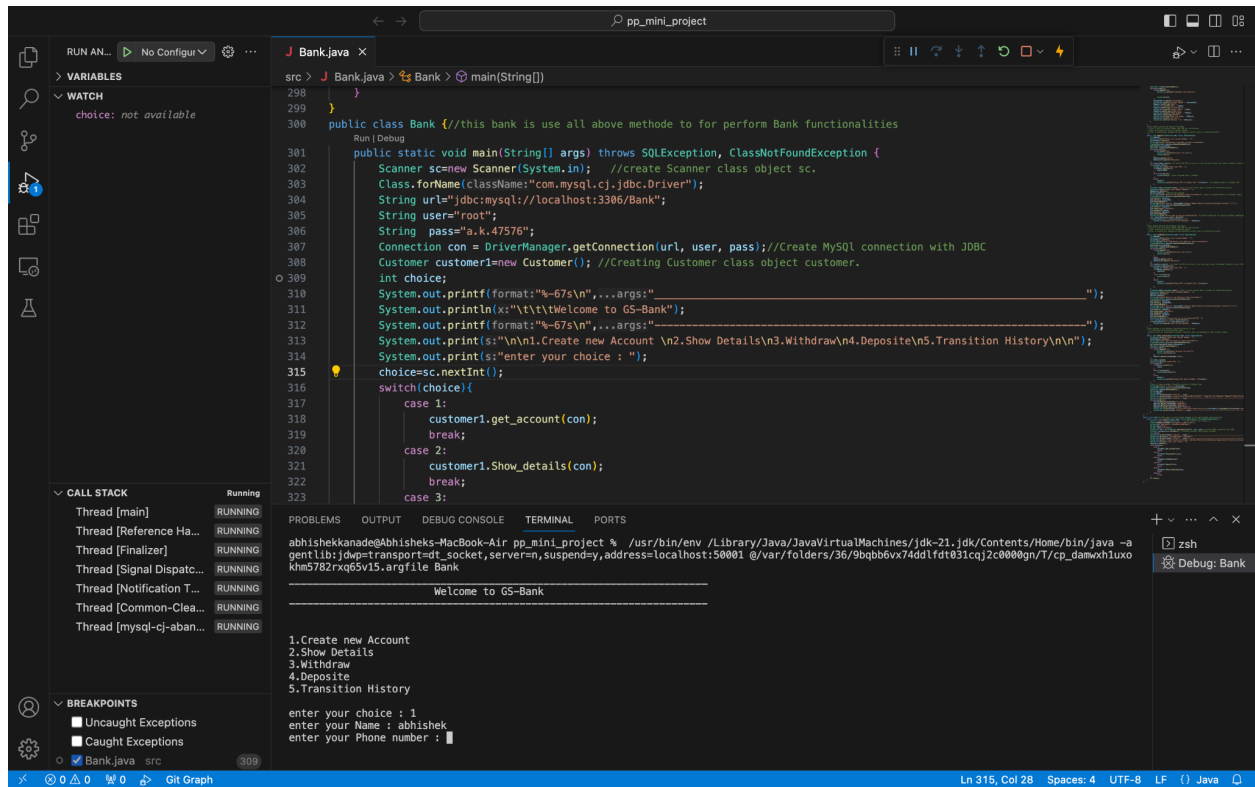 pp_mini_project
RUN AN... No Configur
VARIABLES
WATCH
choice: not available
CALL STACK Running
Thread [main] RUNNING
Thread [Reference Ha... RUNNING
Thread [Finalizer] RUNNING
Thread [Signal Dispatc... RUNNING
Thread [Notification T... RUNNING
Thread [Common-Clea... RUNNING
Thread [mysql-cj-aban... RUNNING
BREAKPOINTS
Uncaught Exceptions
Caught Exceptions
Bank.java src 309
1
J Bank.java ×
src > J Bank.java > Bank > main(String[])
298 }
299 }
300 public class Bank {//this bank is use all above methode to for perform Bank functionalities
Run | Debug
301 public static void main(String[] args) throws SQLException, ClassNotFoundException {
302 Scanner sc=new Scanner(System.in); //create Scanner class object sc.
303 Class.forName(className:"com.mysql.cj.jdbc.Driver");
304 String url="jdbc:mysql://localhost:3306/Bank";
305 String user="root";
306 String pass="a.k.47576";
307 Connection con = DriverManager.getConnection(url, user, pass);//Create MySQl connection with JDBC
308 Customer customer1=new Customer(); //Creating Customer class object customer.
309 int choice;
310 System.out.printf(format:"%-67s\n",...args:"___________________________________________________________________");
311 System.out.println(x:"\t\t\tWelcome to GS-Bank");
312 System.out.printf(format:"%-67s\n",...args:"-------------------------------------------------------------------");
313 System.out.print(s:"\n\n1.Create new Account \n2.Show Details\n3.Withdraw\n4.Deposite\n5.Transition History\n\n");
314 System.out.print(s:"enter your choice : ");
315 choice=sc.nextInt();
316 switch(choice){
317 case 1:
318 customer1.get_account(con);
319 break;
320 case 2:
321 customer1.Show_details(con);
322 break;
323 case 3:
PROBLEMS OUTPUT DEBUG CONSOLE TERMINAL PORTS
abhishekkanade@Abhisheks-MacBook-Air pp_mini_project % /usr/bin/env /Library/Java/JavaVirtualMachines/jdk-21.jdk/Contents/Home/bin/java -a
gentlib:jdwp=transport=dt_socket,server=n,suspend=y,address=localhost:50001 @/var/folders/36/9bqbb6vx74ddlfdt031cqj2c0000gn/T/cp_damwxh1uxo
khm5782rxq65v15.argfile Bank
Welcome to GS-Bank
1.Create new Account
2.Show Details
3.Withdraw
4.Deposite
5.Transition History
enter your choice : 1
enter your Name : abhishek
enter your Phone number :
zsh
Debug: Bank
0 0 0 Git Graph Ln 315, Col 28 Spaces: 4 UTF-8 LF {} Java